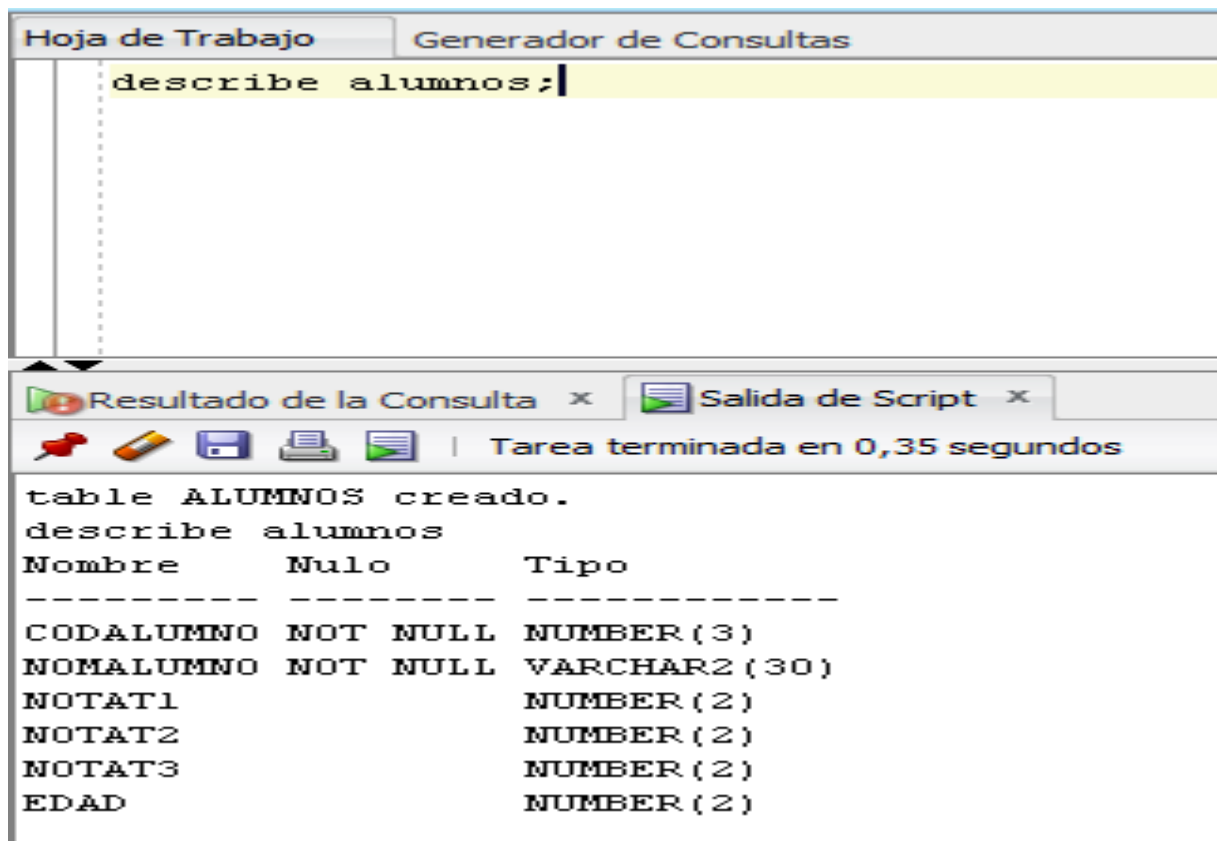 Hoja de Trabajo Generador de Consultas
describe alumnos;
Resultado de la Consulta × Salida de Script ×
| Tarea terminada en 0,35 segundos
table ALUMNOS creado.
describe alumnos
Nombre Nulo Tipo
--------- -------- ------------
CODALUMNO NOT NULL NUMBER(3)
NOMALUMNO NOT NULL VARCHAR2(30)
NOTAT1 NUMBER(2)
NOTAT2 NUMBER(2)
NOTAT3 NUMBER(2)
EDAD NUMBER(2)